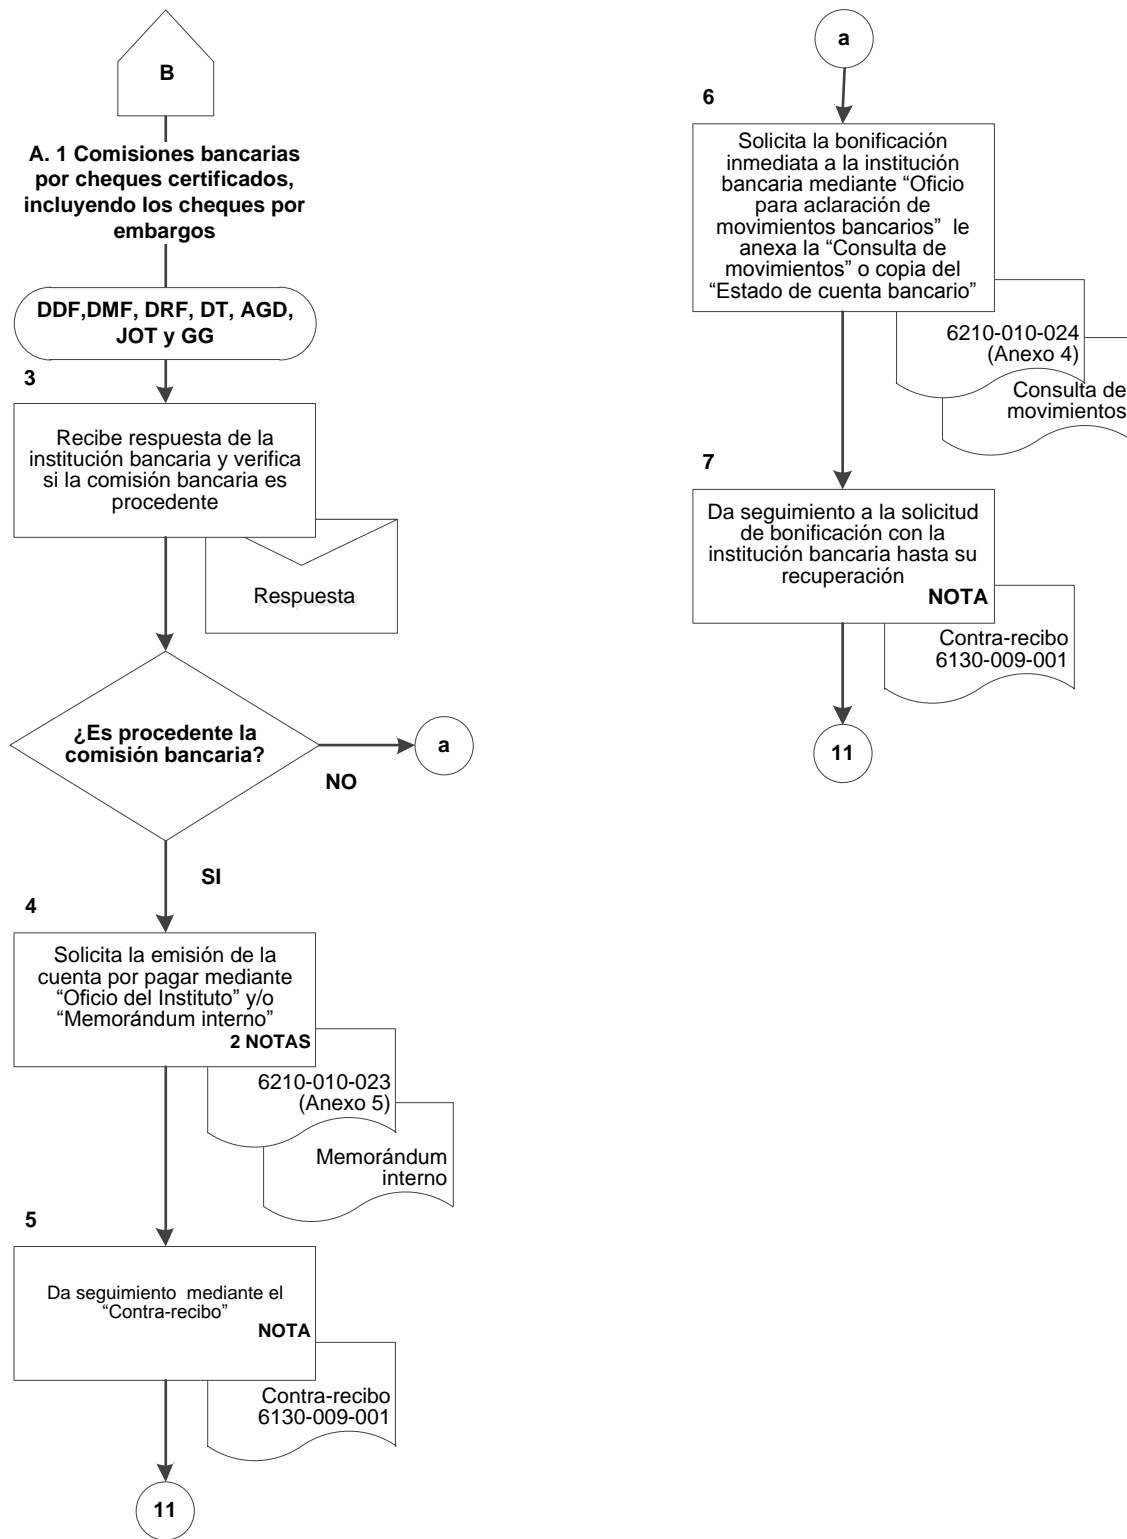 B
A. 1 Comisiones bancarias
por cheques certificados,
incluyendo los cheques por
embargos
DDF,DMF, DRF, DT, AGD,
JOT y GG
3
Recibe respuesta de la
institución bancaria y verifica
si la comisión bancaria es
procedente
Respuesta
¿Es procedente la
comisión bancaria?
a
NO
SI
4
Solicita la emisión de la
cuenta por pagar mediante
“Oficio del Instituto” y/o
“Memorándum interno”
2 NOTAS
6210-010-023
(Anexo 5)
Memorándum
interno
5
Da seguimiento mediante el
“Contra-recibo”
NOTA
Contra-recibo
6130-009-001
11
a
6
Solicita la bonificación
inmediata a la institución
bancaria mediante “Oficio
para aclaración de
movimientos bancarios” le
anexa la “Consulta de
movimientos” o copia del
“Estado de cuenta bancario”
6210-010-024
(Anexo 4)
Consulta de
movimientos
7
Da seguimiento a la solicitud
de bonificación con la
institución bancaria hasta su
recuperación
NOTA
Contra-recibo
6130-009-001
11